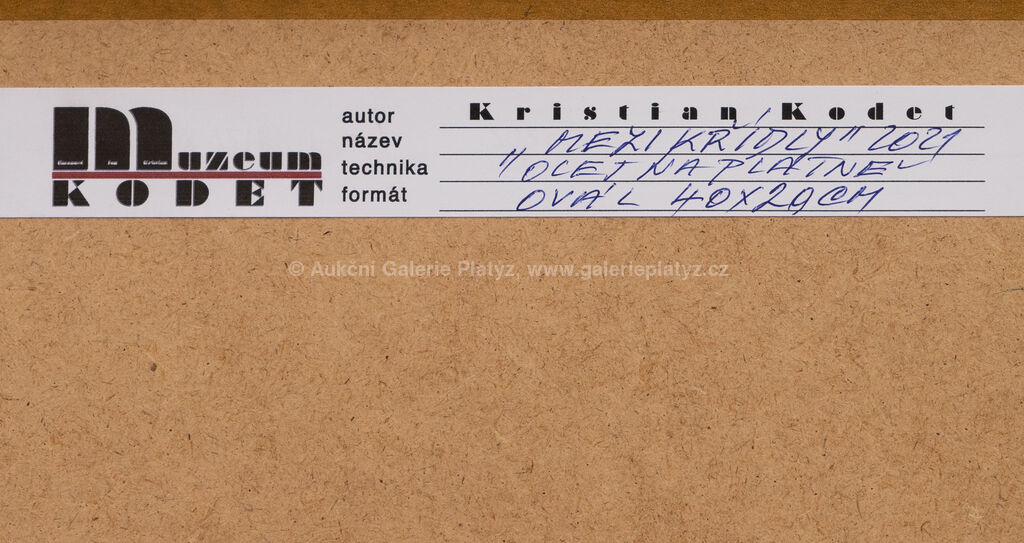 Muzeum
KODET
autor Kristian Kodet
název „MEZI KŘÍDLY" 2021
technika OLEJ NA PLÁTNĚ
formát OVÁL 40X29CM
© Aukční Galerie Platýz, www.galerieplatyz.cz